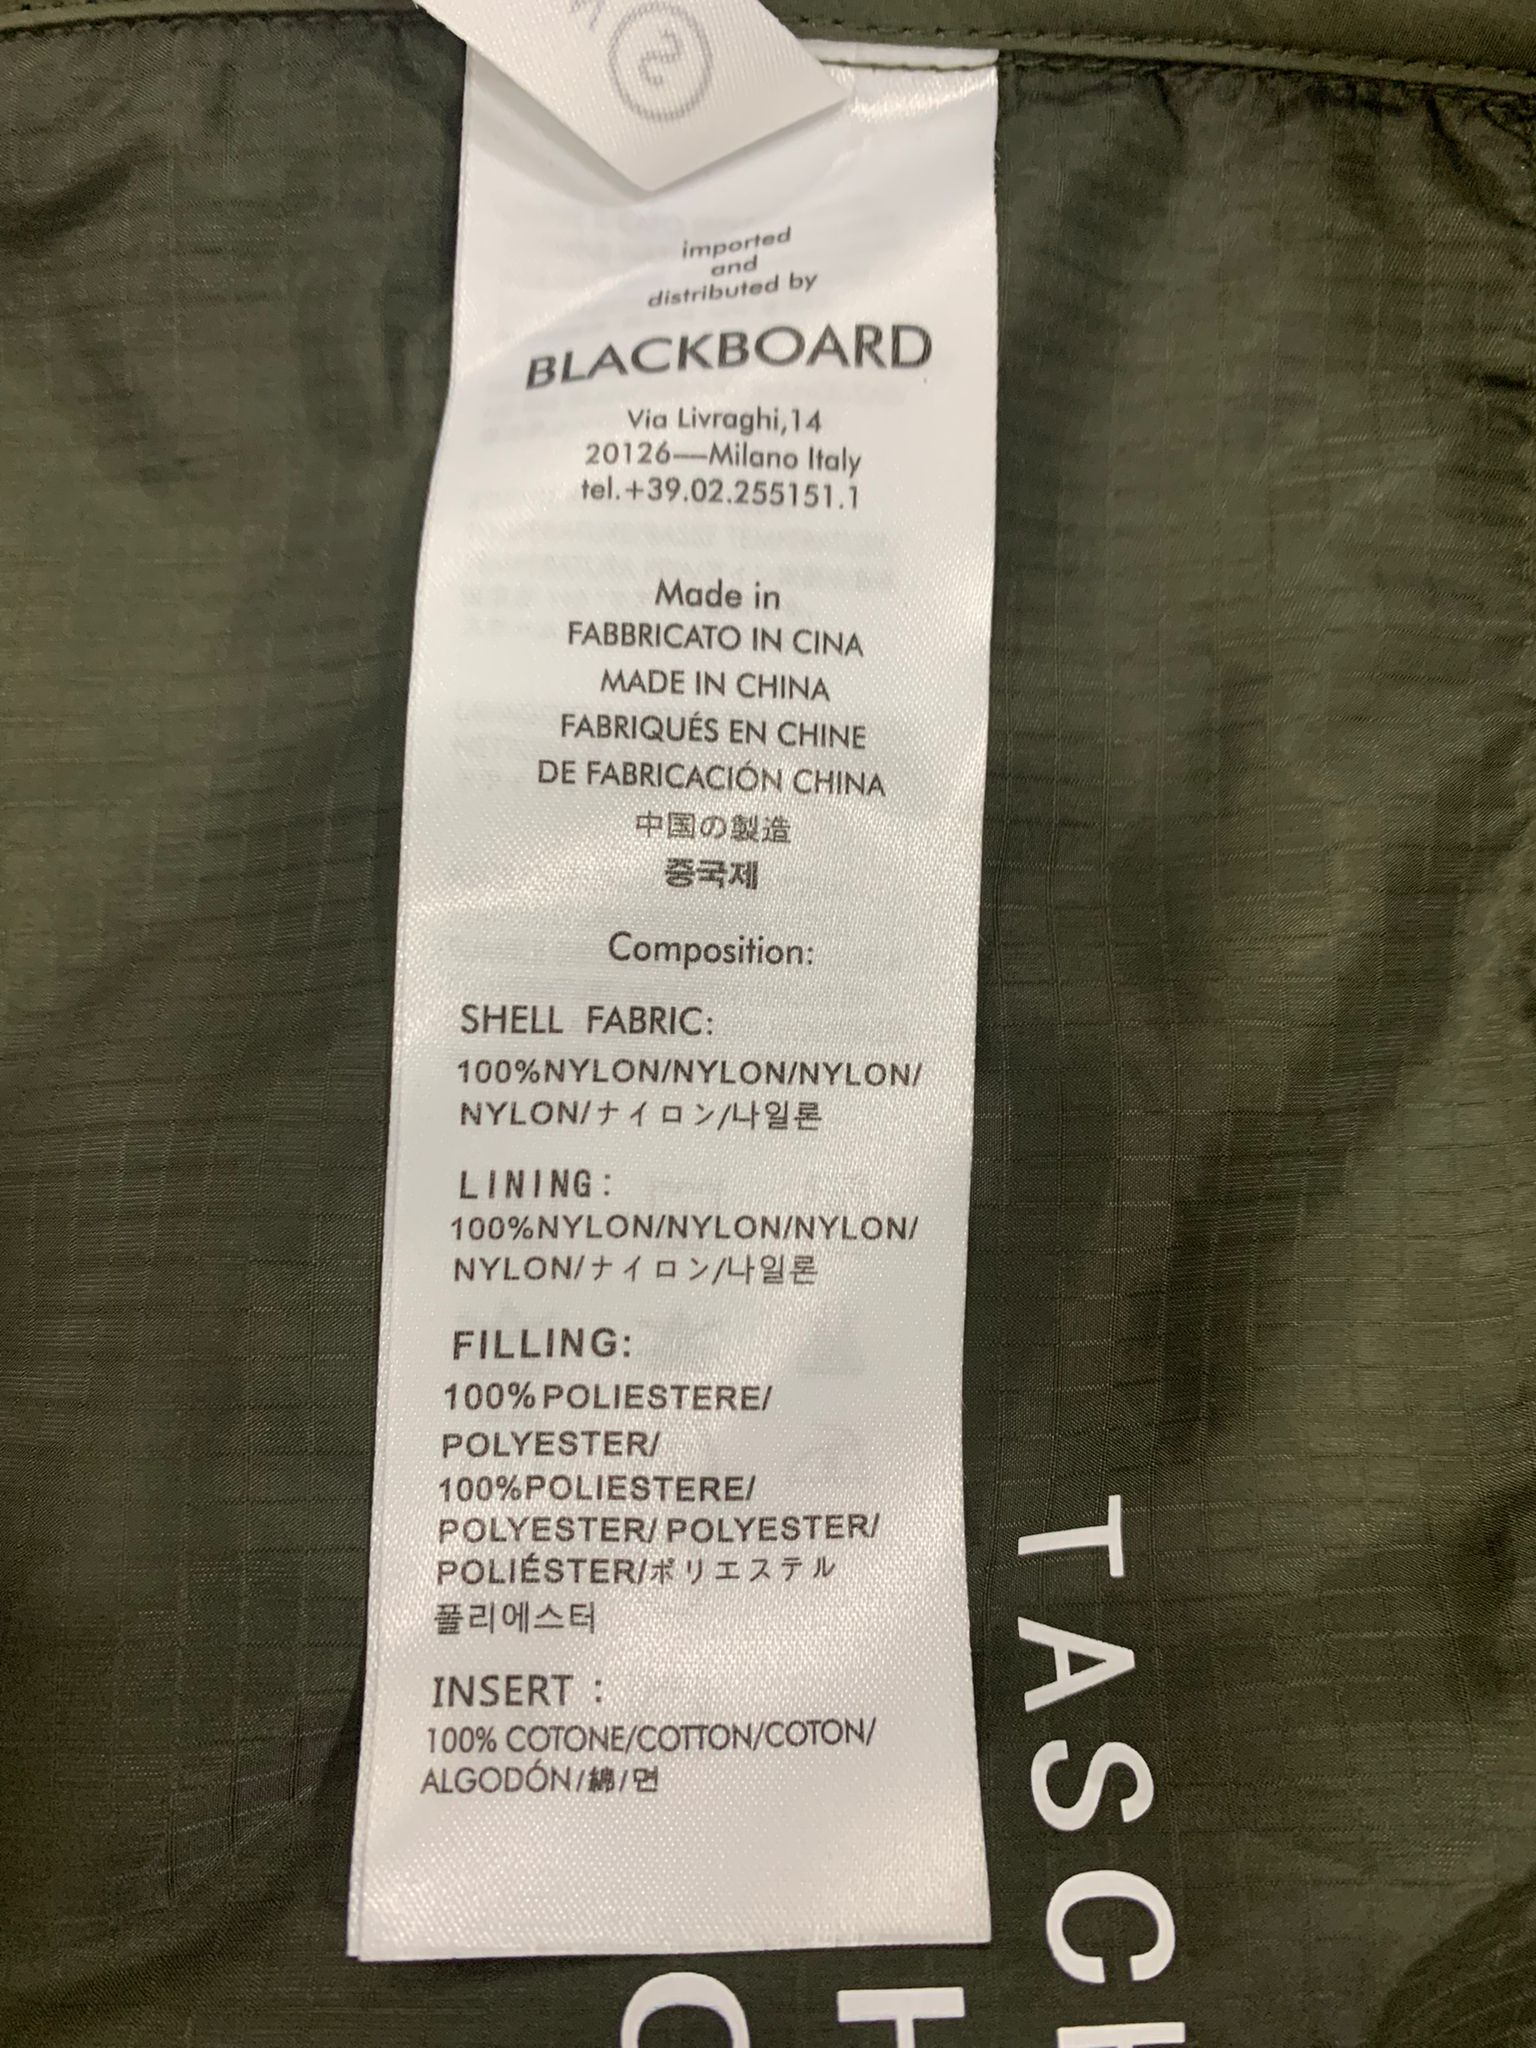 S
imported
and
distributed by
BLACKBOARD
Via Livraghi,14
20126—Milano Italy
tel.+39.02.255151.1
Made in
FABBRICATO IN CINA
MADE IN CHINA
FABRIQUÉS EN CHINE
DE FABRICACIÓN CHINA
中国の製造
중국제
Composition:
SHELL FABRIC:
100%NYLON/NYLON/NYLON/
NYLON/ナイロン/나일론
LINING:
100%NYLON/NYLON/NYLON/
NYLON/ナイロン/나일론
FILLING:
100%POLIESTERE/
POLYESTER/
100%POLIESTERE/
POLYESTER/ POLYESTER/
POLIÉSTER/ポリエステル
폴리에스터
INSERT :
100% COTONE/COTTON/COTON/
ALGODÓN/綿/면
TASCH